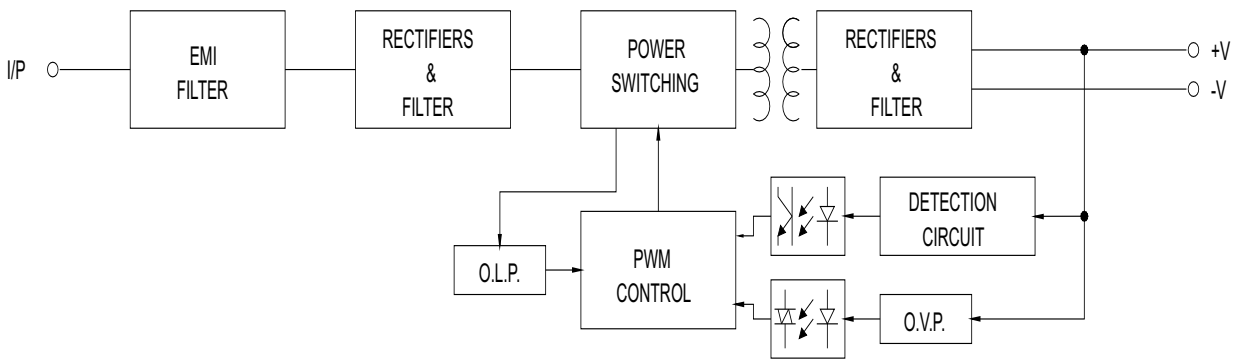 I/P
EMI
FILTER
RECTIFIERS
&
FILTER
POWER
SWITCHING
RECTIFIERS
&
FILTER
+V
-V
DETECTION
CIRCUIT
O.L.P.
PWM
CONTROL
O.V.P.